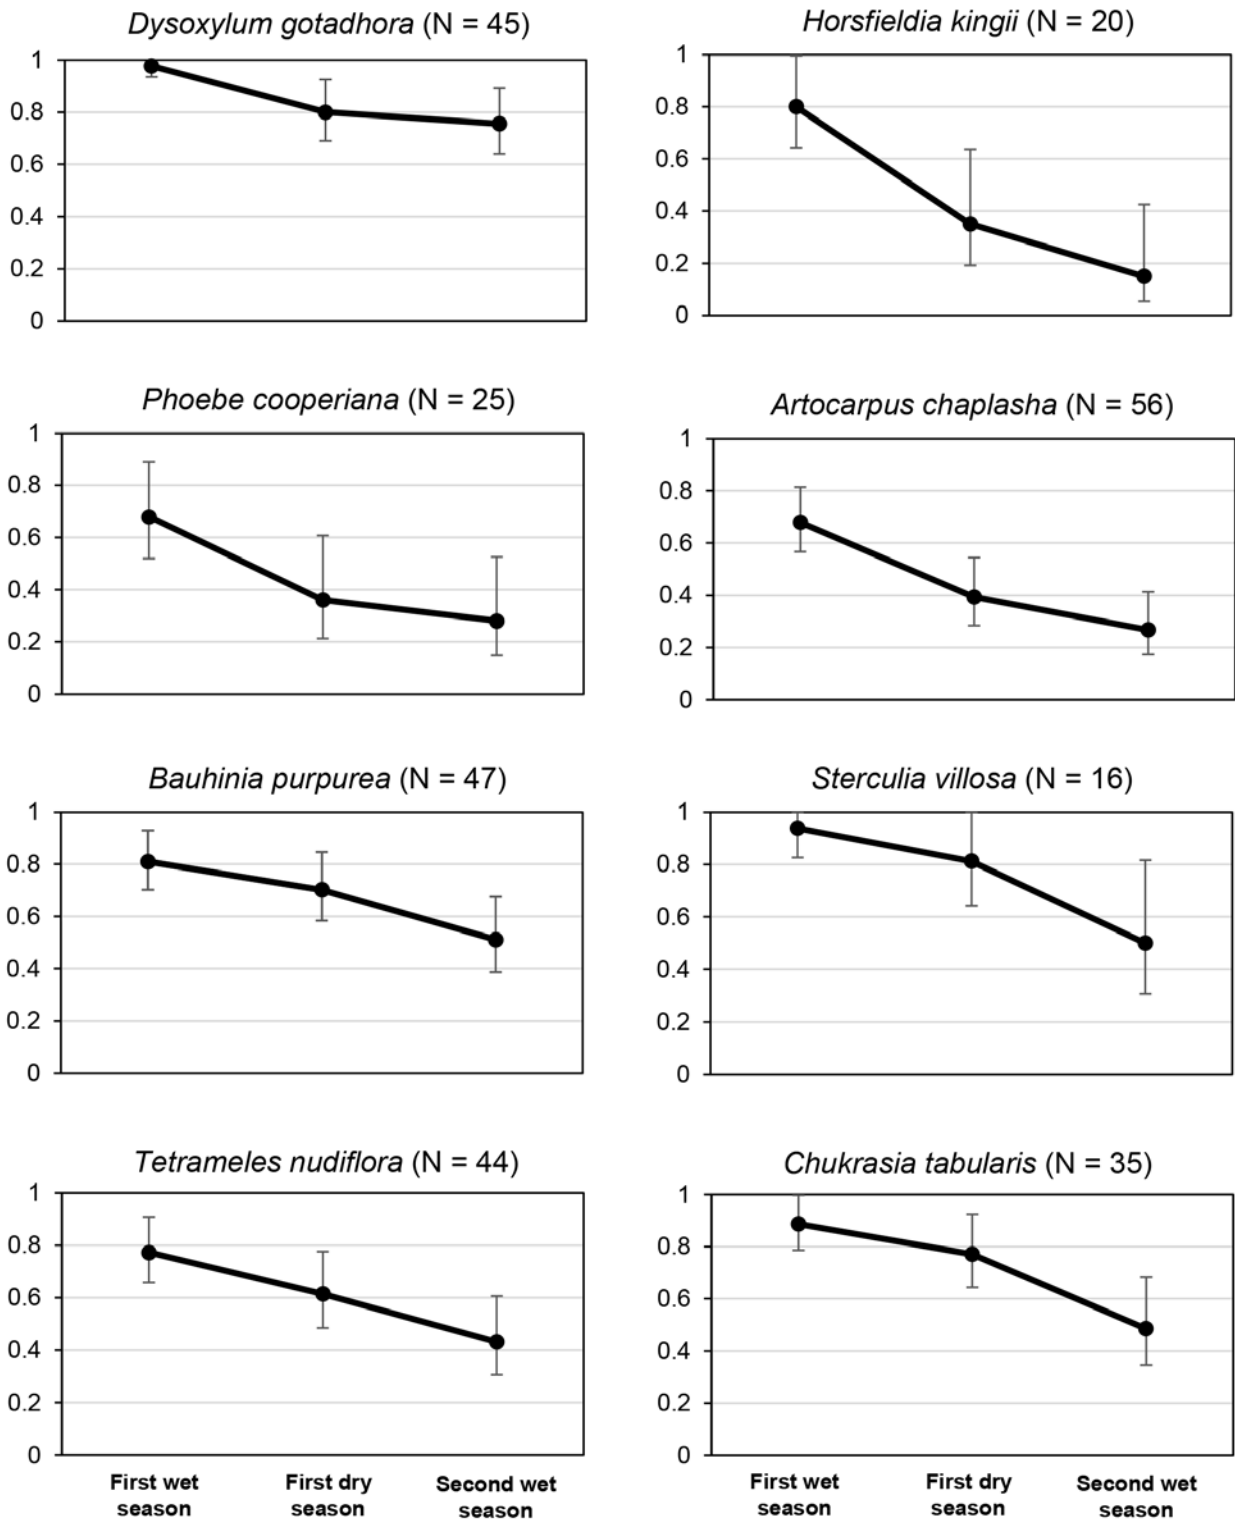 Dysoxylum gotadhora (N = 45)
1
0.8
0.6
0.4
0.2
0
Horsfieldia kingii (N = 20)
1
0.8
0.6
0.4
0.2
0
Phoebe cooperiana (N = 25)
1
0.8
0.6
0.4
0.2
0
Artocarpus chaplasha (N = 56)
1
0.8
0.6
0.4
0.2
0
Bauhinia purpurea (N = 47)
1
0.8
0.6
0.4
0.2
0
Sterculia villosa (N = 16)
1
0.8
0.6
0.4
0.2
0
Tetrameles nudiflora (N = 44)
1
0.8
0.6
0.4
0.2
0
First wet
season
First dry
season
Second wet
season
Chukrasia tabularis (N = 35)
1
0.8
0.6
0.4
0.2
0
First wet
season
First dry
season
Second wet
season